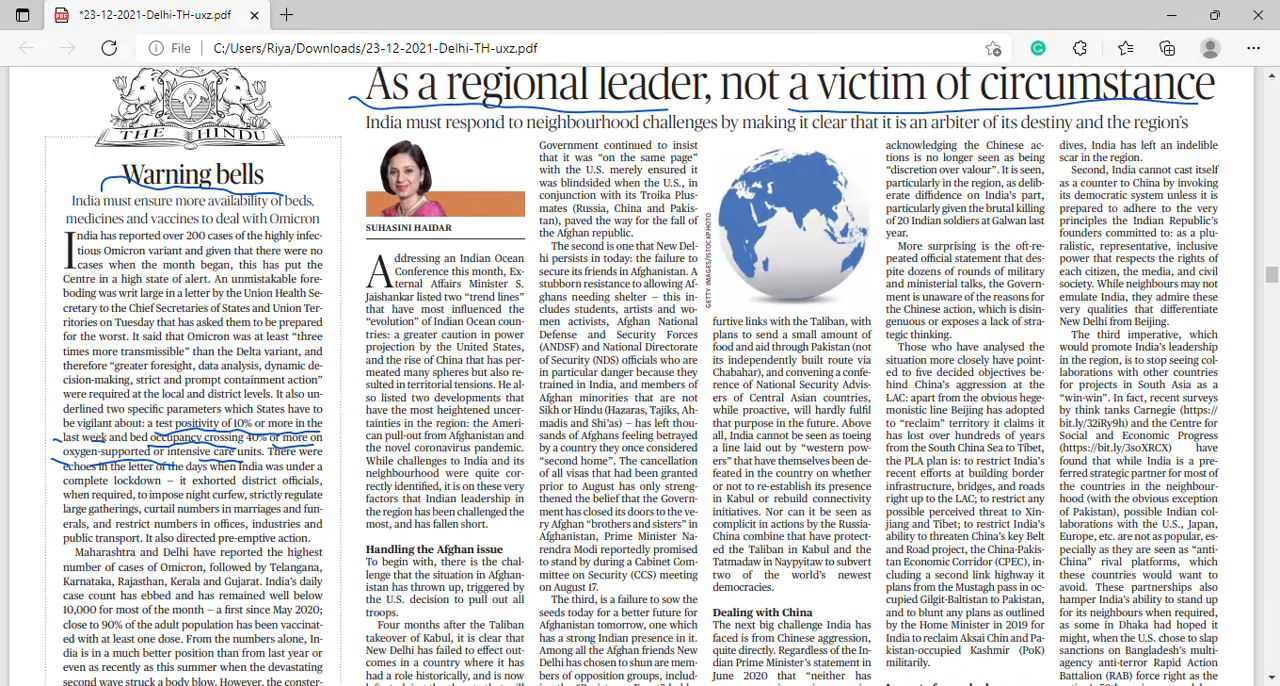 *23-12-2021-Delhi-TH-uxz.pdf
File
C:/Users/Riya/Downloads/23-12-2021-Delhi-TH-uxz.pdf
THE HINDU
Warning bells
India must ensure more availability of beds,
medicines and vaccines to deal with Omicron
India has reported over 200 cases of the highly infec-
tious Omicron variant and given that there were no
cases when the month began, this has put the
Centre in a high state of alert. An unmistakable fore-
boding was writ large in a letter by the Union Health Se-
cretary to the Chief Secretaries of States and Union Ter-
ritories on Tuesday that has asked them to be prepared
for the worst. It said that Omicron was at least “three
times more transmissible” than the Delta variant, and
therefore “greater foresight, data analysis, dynamic de-
cision-making, strict and prompt containment action”
were required at the local and district levels. It also un-
derlined two specific parameters which States have to
be vigilant about: a test positivity of 10% or more in the
last week and bed occupancy crossing 40% or more on
oxygen-supported or intensive care units. There were
echoes in the letter of the days when India was under a
complete lockdown — it exhorted district officials,
when required, to impose night curfew, strictly regulate
large gatherings, curtail numbers in marriages and fun-
erals, and restrict numbers in offices, industries and
public transport. It also directed pre-emptive action.
Maharashtra and Delhi have reported the highest
number of cases of Omicron, followed by Telangana,
Karnataka, Rajasthan, Kerala and Gujarat. India’s daily
case count has ebbed and has remained well below
10,000 for most of the month — a first since May 2020;
close to 90% of the adult population has been vaccinat-
ed with at least one dose. From the numbers alone, In-
dia is in a much better position than from last year or
even as recently as this summer when the devastating
second wave struck a body blow. However, the conster-
As a regional leader, not a victim of circumstance
India must respond to neighbourhood challenges by making it clear that it is an arbiter of its destiny and the region’s
SUHASINI HAIDAR
Addressing an Indian Ocean
Conference this month, Ex-
ternal Affairs Minister S.
Jaishankar listed two “trend lines”
that have most influenced the
“evolution” of Indian Ocean coun-
tries: a greater caution in power
projection by the United States,
and the rise of China that has per-
meated many spheres but also re-
sulted in territorial tensions. He al-
so listed two developments that
have the most heightened uncer-
tainties in the region: the Ameri-
can pull-out from Afghanistan and
the novel coronavirus pandemic.
While challenges to India and its
neighbourhood were quite cor-
rectly identified, it is on these very
factors that Indian leadership in
the region has been challenged the
most, and has fallen short.
Handling the Afghan issue
To begin with, there is the chal-
lenge that the situation in Afghan-
istan has thrown up, triggered by
the U.S. decision to pull out all
troops.
Four months after the Taliban
takeover of Kabul, it is clear that
New Delhi has failed to effect out-
comes in a country where it has
had a role historically, and is now
Government continued to insist
that it was “on the same page”
with the U.S. merely ensured it
was blindsided when the U.S., in
conjunction with its Troika Plus-
mates (Russia, China and Pakis-
tan), paved the way for the fall of
the Afghan republic.
The second is one that New Del-
hi persists in today: the failure to
secure its friends in Afghanistan. A
stubborn resistance to allowing Af-
ghans needing shelter — this in-
cludes students, artists and wo-
men activists, Afghan National
Defense and Security Forces
(ANDSF) and National Directorate
of Security (NDS) officials who are
in particular danger because they
trained in India, and members of
Afghan minorities that are not
Sikh or Hindu (Hazaras, Tajiks, Ah-
madis and Shi’as) — has left thou-
sands of Afghans feeling betrayed
by a country they once considered
“second home”. The cancellation
of all visas that had been granted
prior to August has only streng-
thened the belief that the Govern-
ment has closed its doors to the ve-
ry Afghan “brothers and sisters” in
Afghanistan, Prime Minister Na-
rendra Modi reportedly promised
to stand by during a Cabinet Com-
mittee on Security (CCS) meeting
on August 17.
The third, is a failure to sow the
seeds today for a better future for
Afghanistan tomorrow, one which
has a strong Indian presence in it.
Among all the Afghan friends New
Delhi has chosen to shun are mem-
bers of opposition groups, includ-
GETTY IMAGES/ISTOCKPHOTO
furtive links with the Taliban, with
plans to send a small amount of
food and aid through Pakistan (not
its independently built route via
Chabahar), and convening a confe-
rence of National Security Advis-
ers of Central Asian countries,
while proactive, will hardly fulfil
that purpose in the future. Above
all, India cannot be seen as toeing
a line laid out by “western pow-
ers” that have themselves been de-
feated in the country on whether
or not to re-establish its presence
in Kabul or rebuild connectivity
initiatives. Nor can it be seen as
complicit in actions by the Russia-
China combine that have protect-
ed the Taliban in Kabul and the
Tatmadaw in Naypyitaw to subvert
two of the world’s newest
democracies.
Dealing with China
The next big challenge India has
faced is from Chinese aggression,
quite directly. Regardless of the In-
dian Prime Minister’s statement in
June 2020 that “neither has
acknowledging the Chinese ac-
tions is no longer seen as being
“discretion over valour”. It is seen,
particularly in the region, as delib-
erate diffidence on India’s part,
particularly given the brutal killing
of 20 Indian soldiers at Galwan last
year.
More surprising is the oft-re-
peated official statement that des-
pite dozens of rounds of military
and ministerial talks, the Govern-
ment is unaware of the reasons for
the Chinese action, which is disin-
genuous or exposes a lack of stra-
tegic thinking.
Those who have analysed the
situation more closely have point-
ed to five decided objectives be-
hind China’s aggression at the
LAC: apart from the obvious hege-
monistic line Beijing has adopted
to “reclaim” territory it claims it
has lost over hundreds of years
from the South China Sea to Tibet,
the PLA plan is: to restrict India’s
recent efforts at building border
infrastructure, bridges, and roads
right up to the LAC; to restrict any
possible perceived threat to Xin-
jiang and Tibet; to restrict India’s
ability to threaten China’s key Belt
and Road project, the China-Pakis-
tan Economic Corridor (CPEC), in-
cluding a second link highway it
plans from the Mustagh pass in oc-
cupied Gilgit-Baltistan to Pakistan,
and to blunt any plans as outlined
by the Home Minister in 2019 for
India to reclaim Aksai Chin and Pa-
kistan-occupied Kashmir (PoK)
militarily.
dives, India has left an indelible
scar in the region.
Second, India cannot cast itself
as a counter to China by invoking
its democratic system unless it is
prepared to adhere to the very
principles the Indian Republic’s
founders committed to: as a plu-
ralistic, representative, inclusive
power that respects the rights of
each citizen, the media, and civil
society. While neighbours may not
emulate India, they admire these
very qualities that differentiate
New Delhi from Beijing.
The third imperative, which
would promote India’s leadership
in the region, is to stop seeing col-
laborations with other countries
for projects in South Asia as a
“win-win”. In fact, recent surveys
by think tanks Carnegie (https://
bit.ly/32iRy9h) and the Centre for
Social and Economic Progress
(https://bit.ly/3soXRCX) have
found that while India is a pre-
ferred strategic partner for most of
the countries in the neighbour-
hood (with the obvious exception
of Pakistan), possible Indian col-
laborations with the U.S., Japan,
Europe, etc. are not as popular, es-
pecially as they are seen as “anti-
China” rival platforms, which
these countries would want to
avoid. These partnerships also
hamper India’s ability to stand up
for its neighbours when required,
as some in Dhaka had hoped it
might, when the U.S. chose to slap
sanctions on Bangladesh’s multi-
agency anti-terror Rapid Action
Battalion (RAB) force right as the